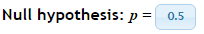 Null hypothesis: p = 0.5